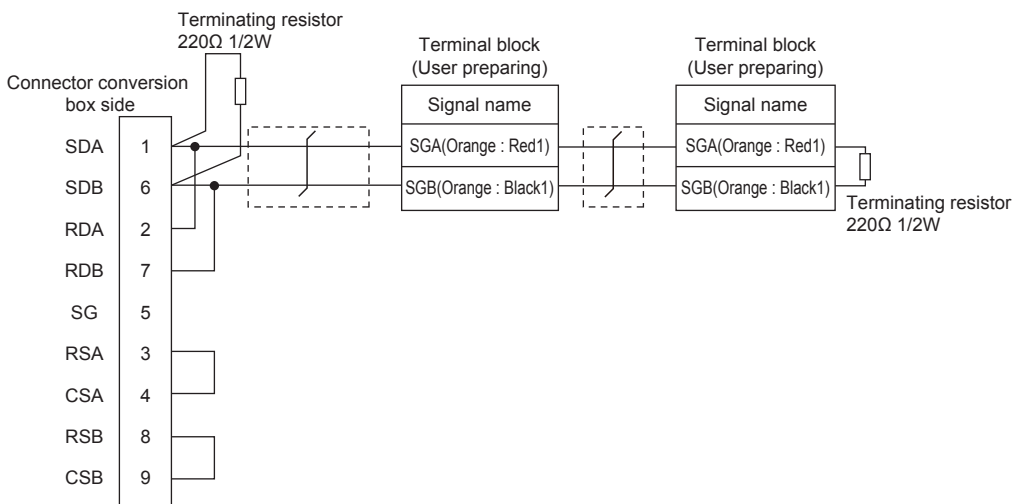 Terminating resistor
220Ω 1/2W
Connector conversion
box side
Terminal block
(User preparing)
Terminal block
(User preparing)
Signal name
Signal name
SDA 1 SGA(Orange : Red1) SGA(Orange : Red1)
SDB 6 SGB(Orange : Black1) SGB(Orange : Black1)
Terminating resistor
220Ω 1/2W
RDA 2
RDB 7
SG 5
RSA 3
CSA 4
RSB 8
CSB 9